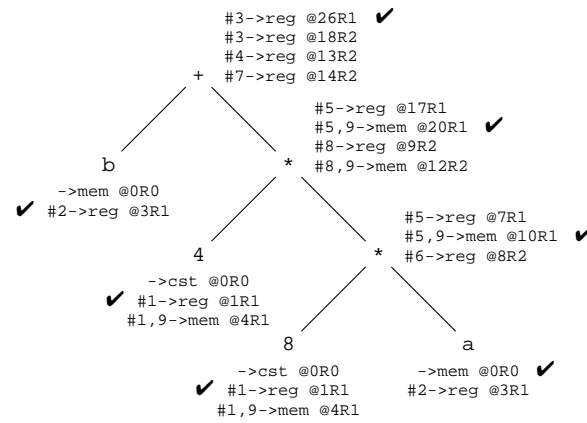 #3->reg @26R1 ✔
#3->reg @18R2
#4->reg @13R2
+ #7->reg @14R2
#5->reg @17R1
#5,9->mem @20R1 ✔
#8->reg @9R2
#8,9->mem @12R2
b
*
->mem @0R0
✔ #2->reg @3R1
#5->reg @7R1
#5,9->mem @10R1 ✔
#6->reg @8R2
4
*
->cst @0R0
✔ #1->reg @1R1
#1,9->mem @4R1
8
a
->cst @0R0
✔ #1->reg @1R1
#1,9->mem @4R1
->mem @0R0 ✔
#2->reg @3R1